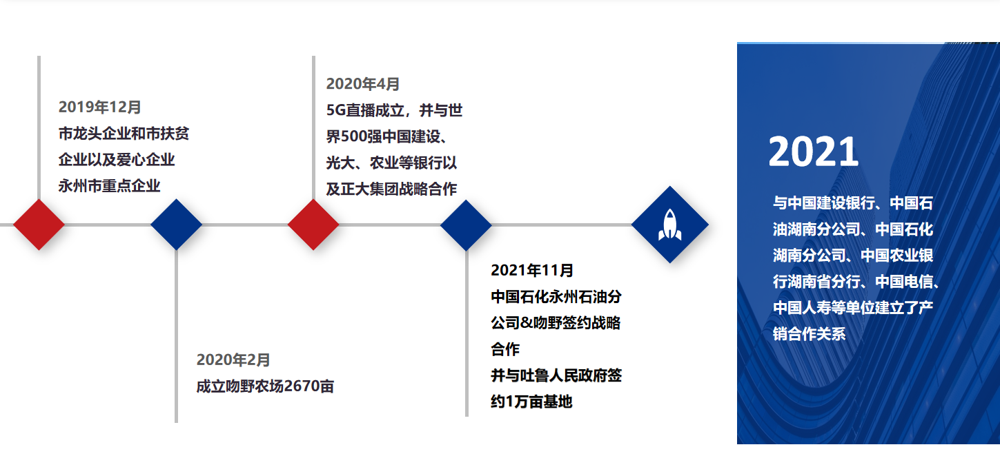 2019年12月
市龙头企业和市扶贫
企业以及爱心企业
永州市重点企业
2020年2月
成立吻野农场2670亩
2020年4月
5G直播成立，并与世
界500强中国建设、
光大、农业等银行以
及正大集团战略合作
2021年11月
中国石化永州石油分
公司&吻野签约战略
合作
并与吐鲁人民政府签
约1万亩基地
2021
与中国建设银行、中国石
油湖南分公司、中国石化
湖南分公司、中国农业银
行湖南省分行、中国电信、
中国人寿等单位建立了产
销合作关系